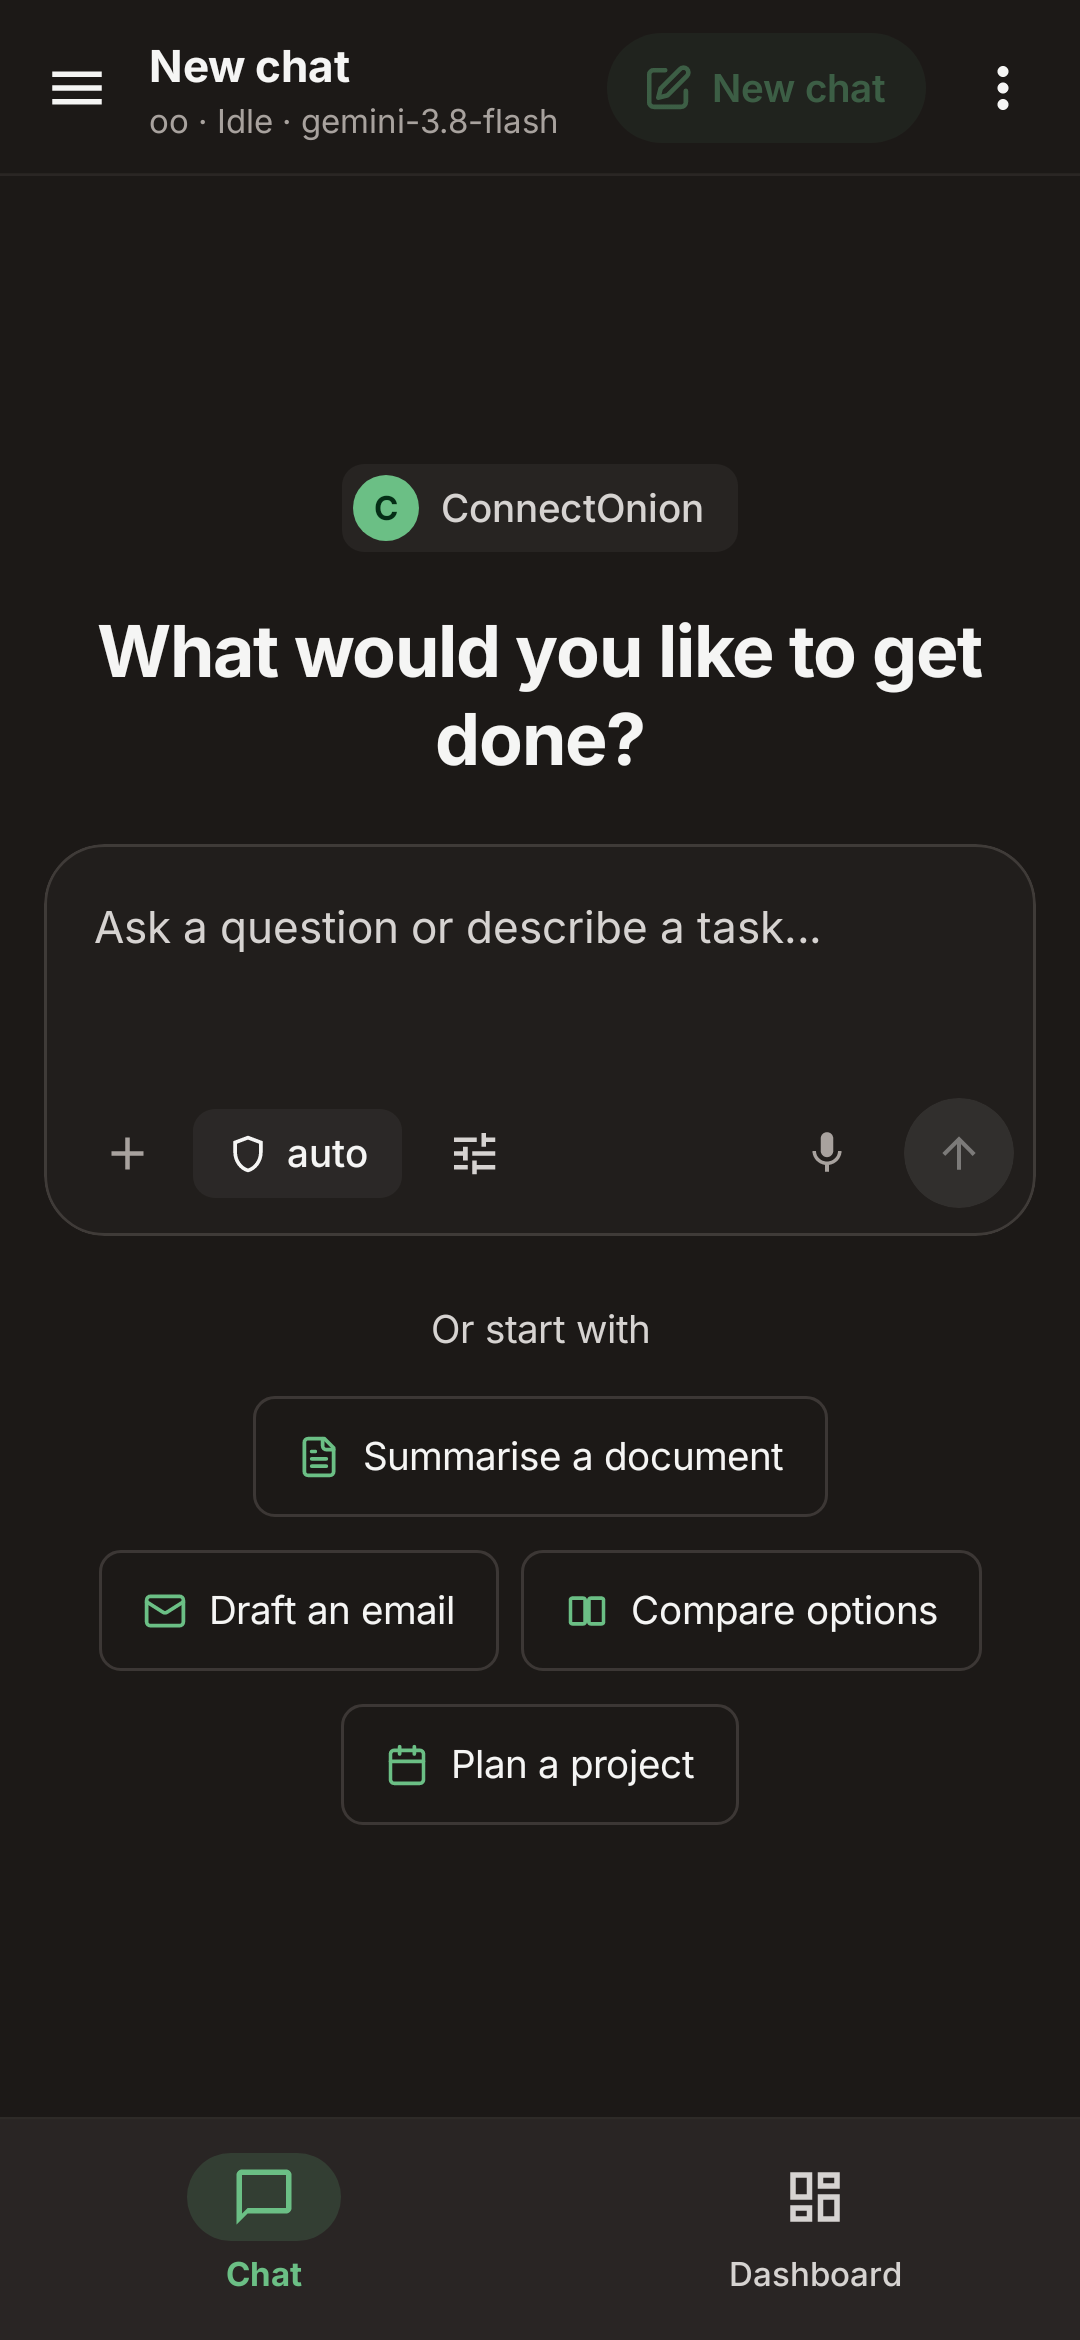 New chat
oo · Idle · gemini-3.8-flash
New chat
C
ConnectOnion
What would you like to get
done?
Ask a question or describe a task...
auto
Or start with
Summarise a document
Draft an email
Compare options
Plan a project
Chat
Dashboard